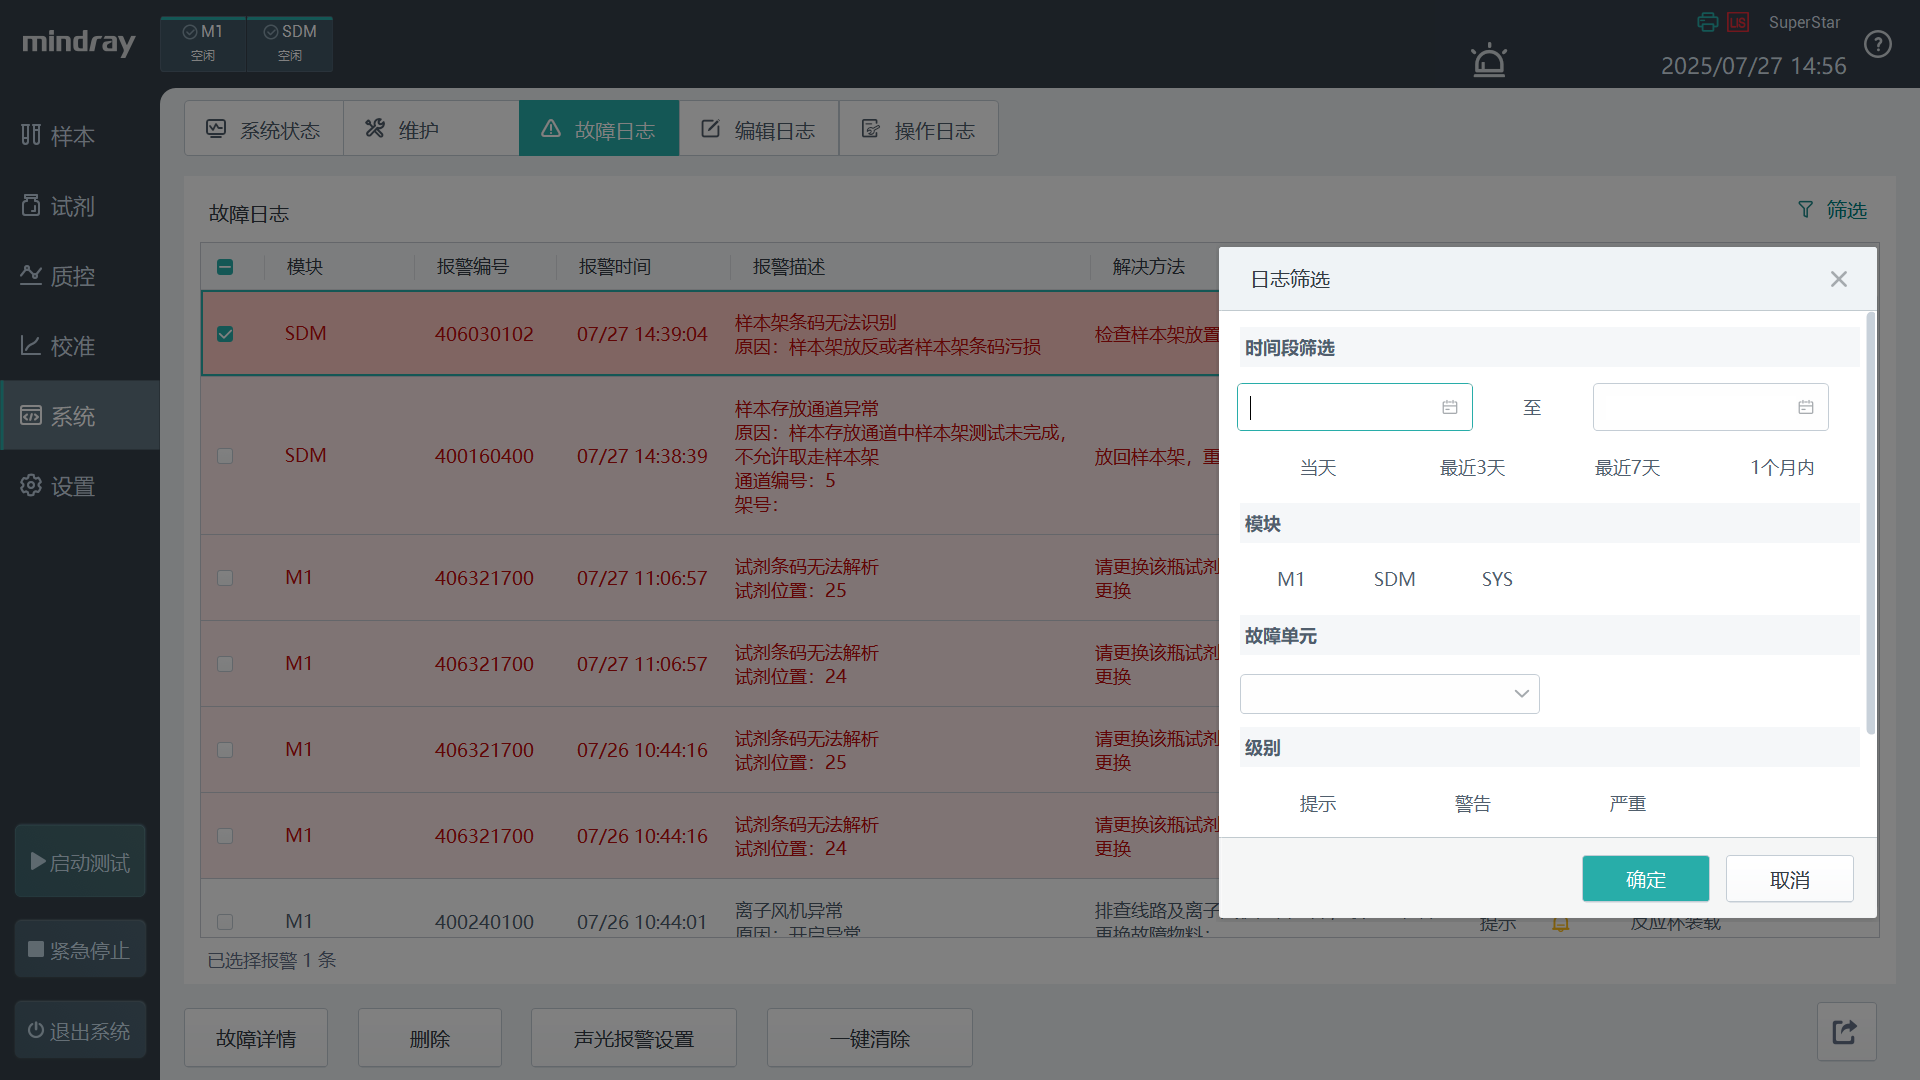 mindray
M1
空闲
SDM
空闲
LIS
SuperStar
2025/07/27 14:56
样本
试剂
质控
校准
系统
设置
启动测试
紧急停止
退出系统
系统状态
维护
故障日志
编辑日志
操作日志
故障日志
筛选
模块
报警编号
报警时间
报警描述
解决方法
SDM
406030102
07/27 14:39:04
样本架条码无法识别
原因：样本架放反或者样本架条码污损
检查样本架放置
SDM
400160400
07/27 14:38:39
样本存放通道异常
原因：样本存放通道中样本架测试未完成，
不允许取走样本架
通道编号：5
架号：
放回样本架，重
M1
406321700
07/27 11:06:57
试剂条码无法解析
试剂位置：25
请更换该瓶试剂
更换
M1
406321700
07/27 11:06:57
试剂条码无法解析
试剂位置：24
请更换该瓶试剂
更换
M1
406321700
07/26 10:44:16
试剂条码无法解析
试剂位置：25
请更换该瓶试剂
更换
M1
406321700
07/26 10:44:16
试剂条码无法解析
试剂位置：24
请更换该瓶试剂
更换
M1
400240100
07/26 10:44:01
离子风机异常
原因：开启异常
排查线路及离子
更换故障物料；
提示
反应杯装载
已选择报警 1 条
故障详情
删除
声光报警设置
一键清除
日志筛选
时间段筛选
至
当天
最近3天
最近7天
1个月内
模块
M1
SDM
SYS
故障单元
级别
提示
警告
严重
确定
取消